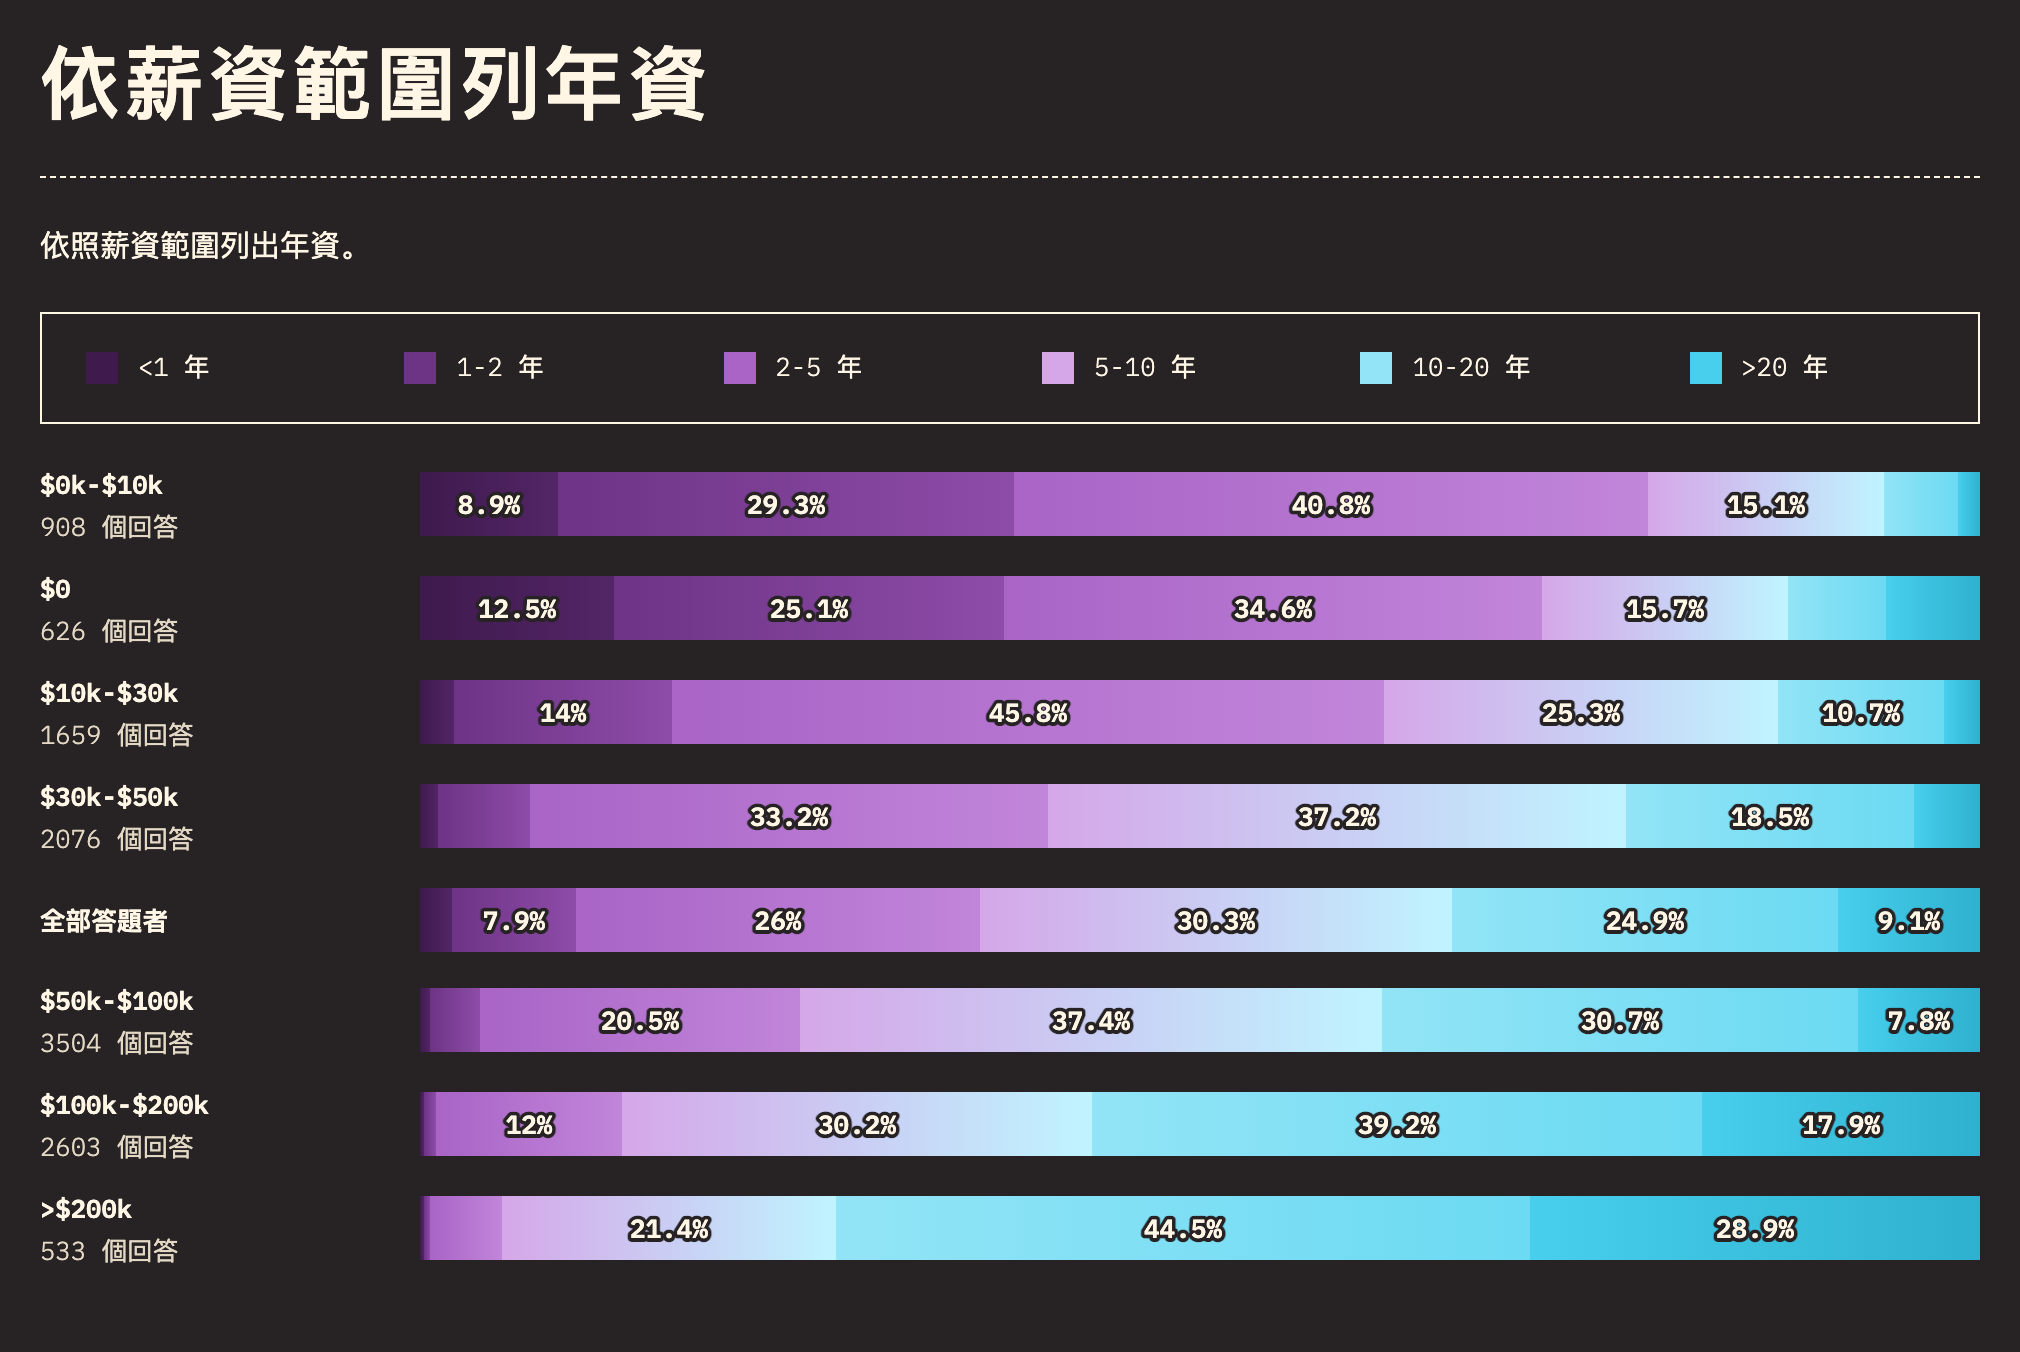 依薪資範圍列年資
依照薪資範圍列出年資。
<1 年 1-2 年 2-5 年 5-10 年 10-20 年 >20 年
$0k-$10k
908 個回答
8.9% 29.3% 40.8% 15.1%
$0
626 個回答
12.5% 25.1% 34.6% 15.7%
$10k-$30k
1659 個回答
14% 45.8% 25.3% 10.7%
$30k-$50k
2076 個回答
33.2% 37.2% 18.5%
全部答題者
7.9% 26% 30.3% 24.9% 9.1%
$50k-$100k
3504 個回答
20.5% 37.4% 30.7% 7.8%
$100k-$200k
2603 個回答
12% 30.2% 39.2% 17.9%
>$200k
533 個回答
21.4% 44.5% 28.9%